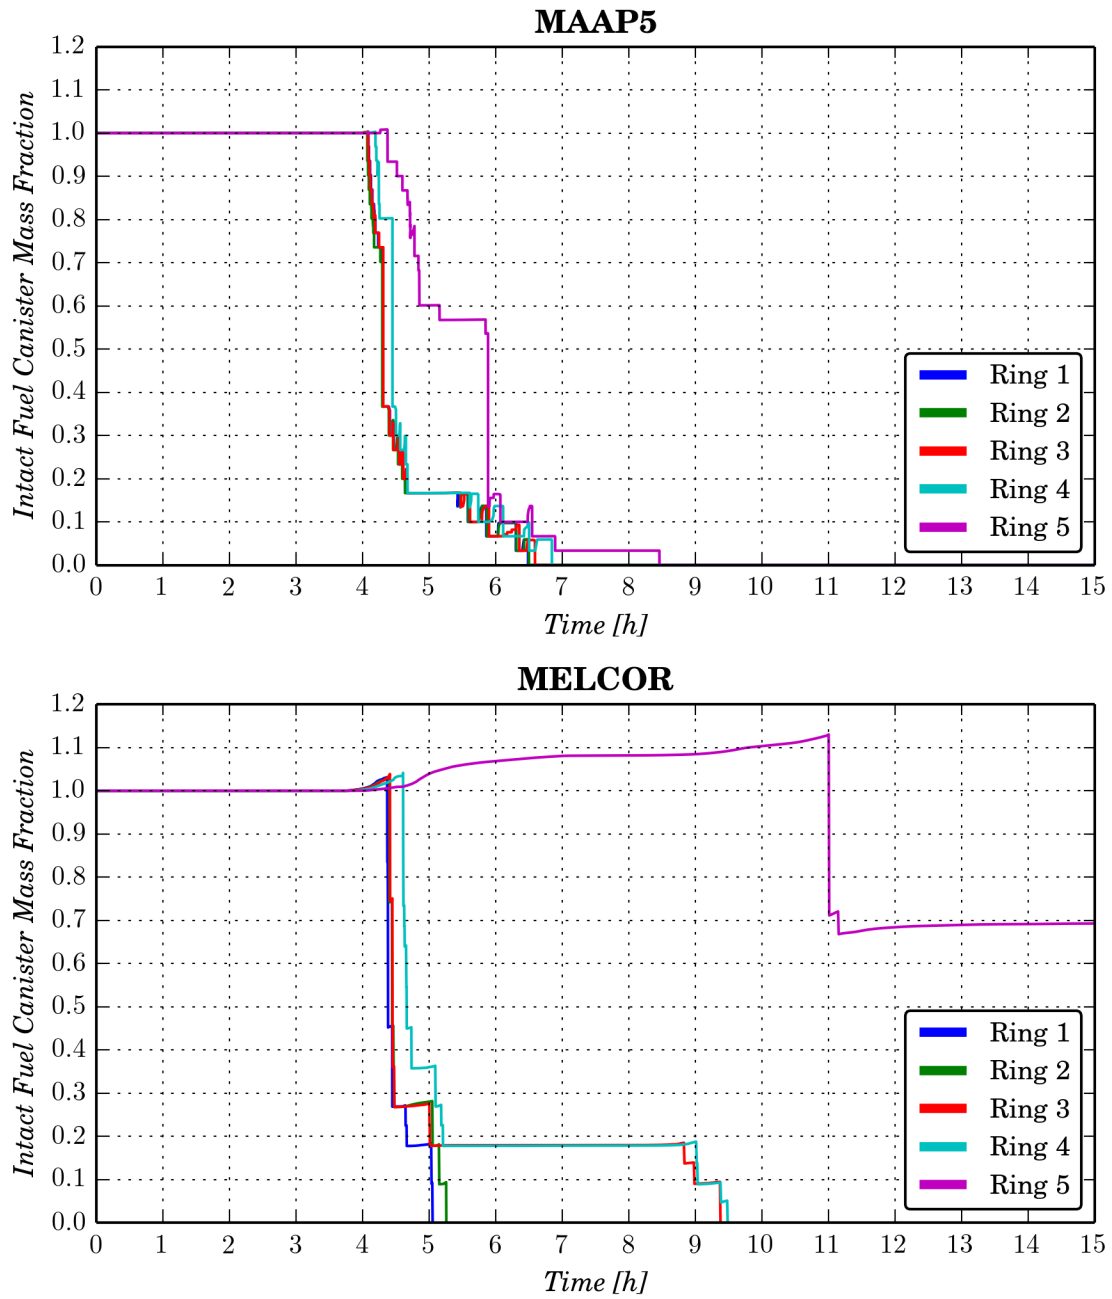 MAAP5
1.2
1.1
1.0
0.9
0.8
0.7
0.6
0.5
0.4
0.3
0.2
0.1
0.0
Intact Fuel Canister Mass Fraction
Ring 1
Ring 2
Ring 3
Ring 4
Ring 5
0 1 2 3 4 5 6 7 8 9 10 11 12 13 14 15
Time [h]
MELCOR
1.2
1.1
1.0
0.9
0.8
0.7
0.6
0.5
0.4
0.3
0.2
0.1
0.0
Intact Fuel Canister Mass Fraction
Ring 1
Ring 2
Ring 3
Ring 4
Ring 5
0 1 2 3 4 5 6 7 8 9 10 11 12 13 14 15
Time [h]